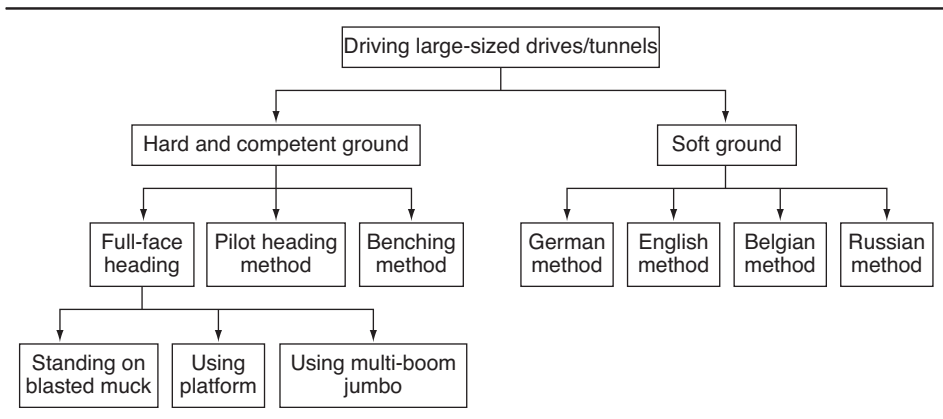 Driving large-sized drives/tunnels
Hard and competent ground
Soft ground
Full-face
heading
Pilot heading
method
Benching
method
German
method
English
method
Belgian
method
Russian
method
Standing on
blasted muck
Using
platform
Using multi-boom
jumbo